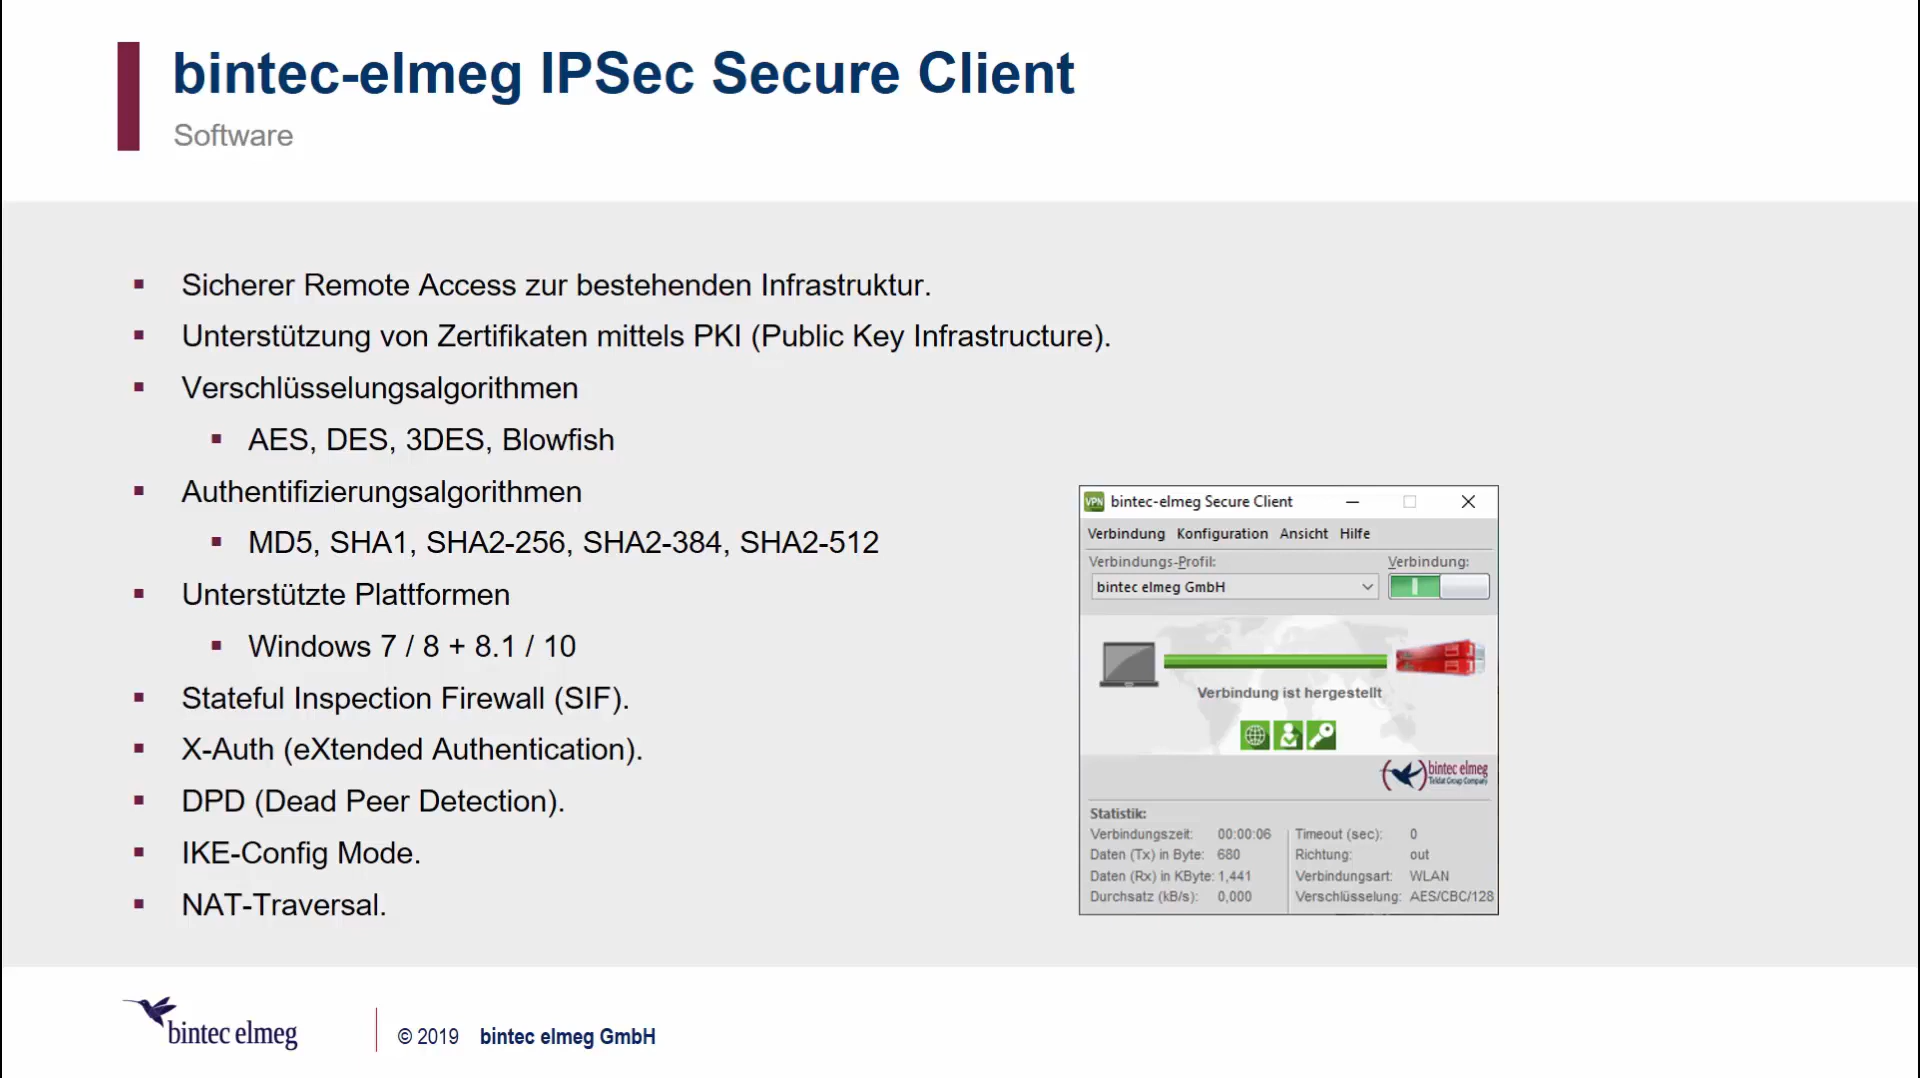 bintec-elmeg IPSec Secure Client
Software
Sicherer Remote Access zur bestehenden Infrastruktur.
Unterstützung von Zertifikaten mittels PKI (Public Key Infrastructure).
Verschlüsselungsalgorithmen
AES, DES, 3DES, Blowfish
Authentifizierungsalgorithmen
MD5, SHA1, SHA2-256, SHA2-384, SHA2-512
Unterstützte Plattformen
Windows 7 / 8 + 8.1 / 10
Stateful Inspection Firewall (SIF).
X-Auth (eXtended Authentication).
DPD (Dead Peer Detection).
IKE-Config Mode.
NAT-Traversal.
VPN bintec-elmeg Secure Client
Verbindung Konfiguration Ansicht Hilfe
Verbindungs-Profil: Verbindung:
bintec elmeg GmbH
Verbindung ist hergestellt
bintec elmeg
Teldat Group Company
Statistik:
Verbindungszeit: 00:00:06 Timeout (sec): 0
Daten (Tx) in Byte: 680 Richtung: out
Daten (Rx) in KByte: 1,441 Verbindungsart: WLAN
Durchsatz (kB/s): 0,000 Verschlüsselung: AES/CBC/128
bintec elmeg
© 2019 bintec elmeg GmbH